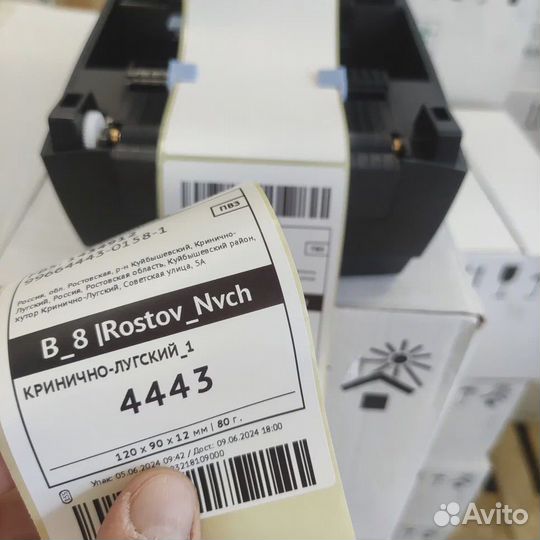 ПВЗ
99664443-0158-1
Россия, обл. Ростовская, р-н Куйбышевский, Кринично-
Лугский, Россия, Ростовская область, Куйбышевский район,
хутор Кринично-Лугский, Советская улица, 5А
B_8 |Rostov_Nvch
КРИНИЧНО-ЛУГСКИЙ_1
4443
120 x 90 x 12 мм | 80 г.
Упак: 05.06.2024 09:42 / Дост: 09.06.2024 18:00
3218109000
Avito